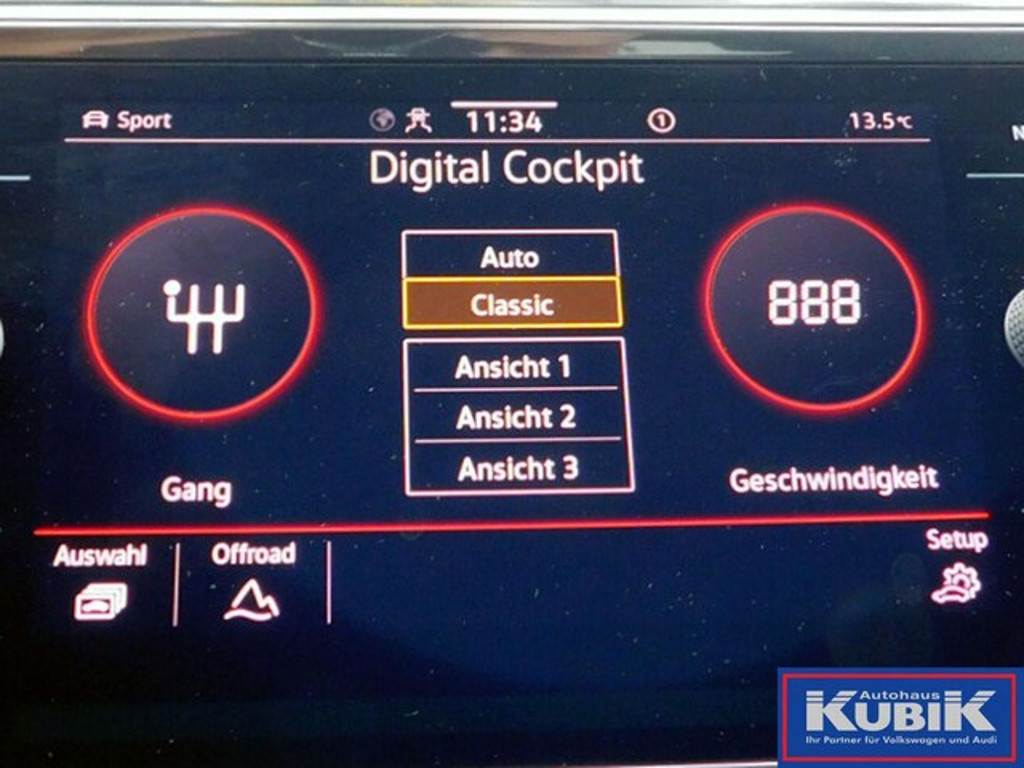 Sport 11:34 1 13.5°C
N
Digital Cockpit
Auto
Classic
888
Ansicht 1
Ansicht 2
Ansicht 3
Gang
Geschwindigkeit
Auswahl Offroad Setup
Autohaus
KUBIK
Ihr Partner für Volkswagen und Audi